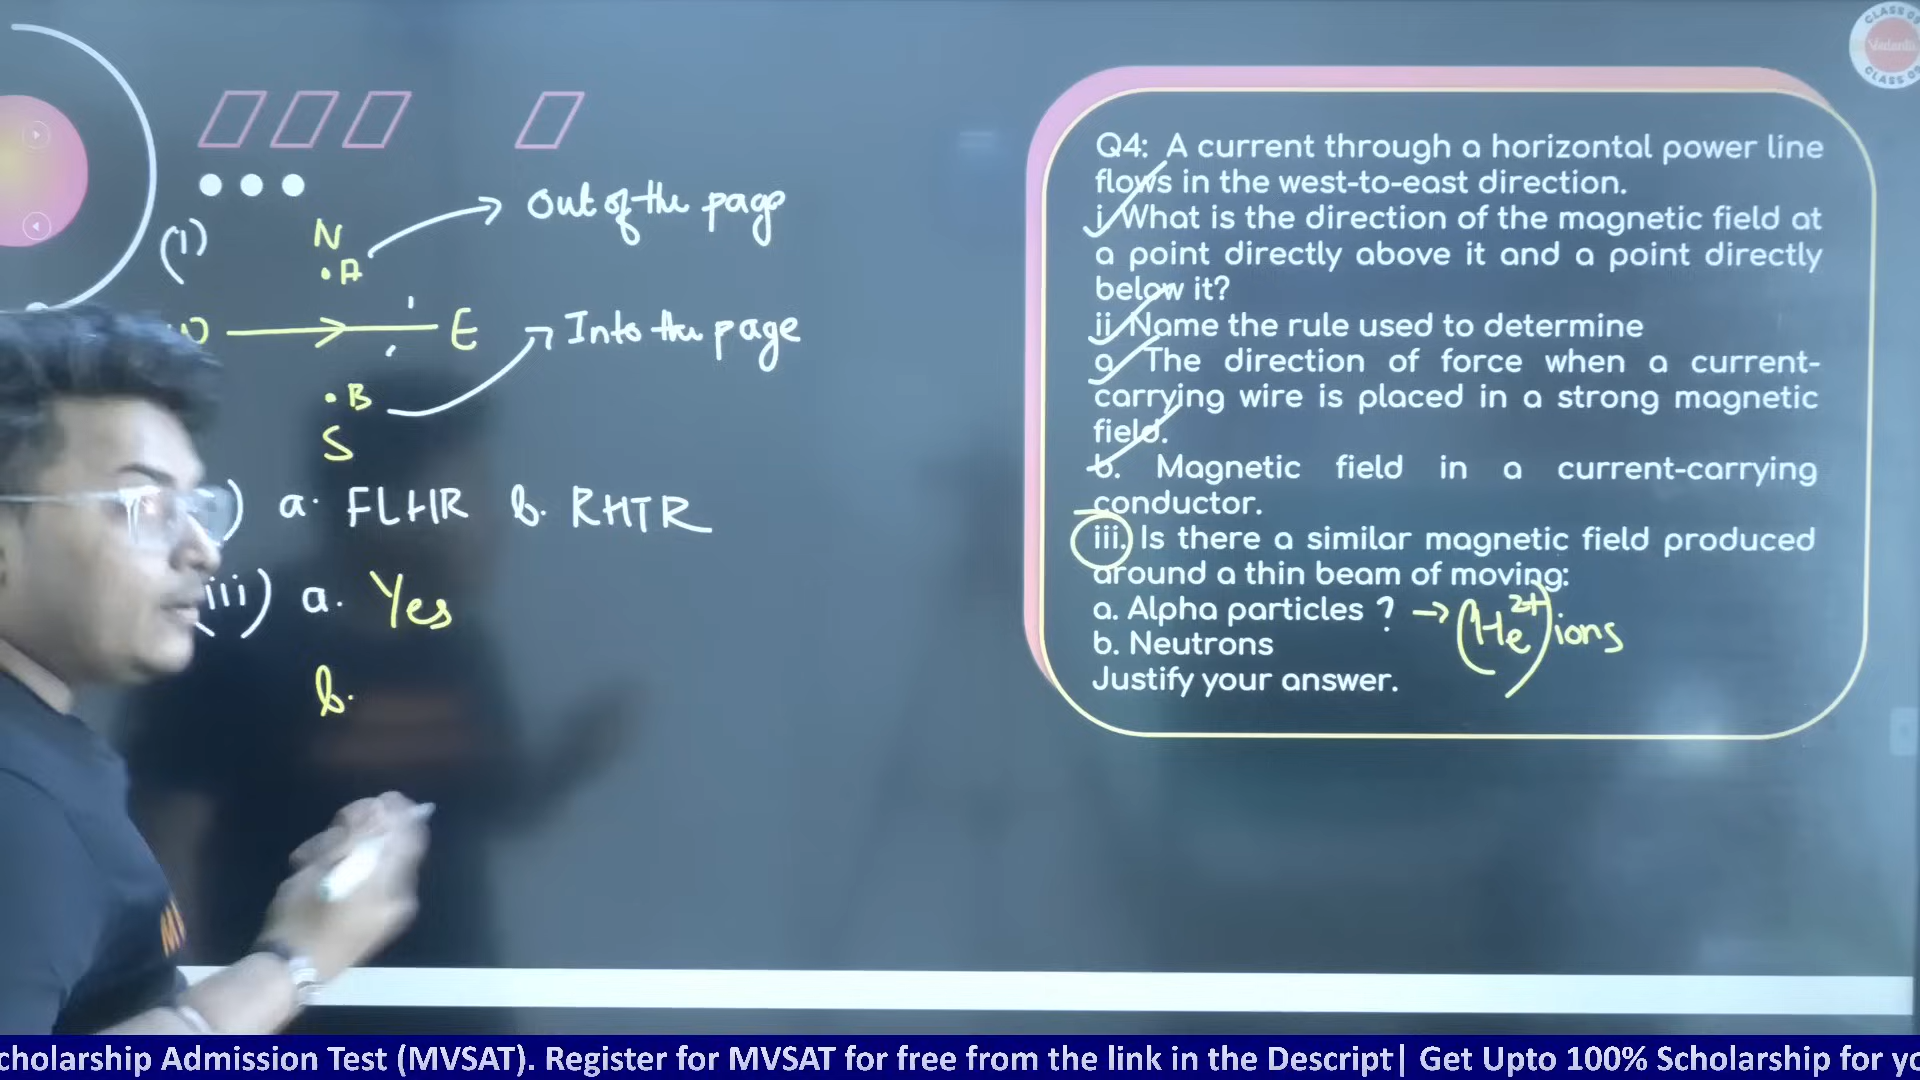 (i)
N
. A
Out of the page
E
Into the page
. B
S
) a. FLHR b. RHTR
iii) a. Yes
b.
CLASS 09
Vedantu
CLASS 09
Q4: A current through a horizontal power line
flows in the west-to-east direction.
i. What is the direction of the magnetic field at
a point directly above it and a point directly
below it?
ii. Name the rule used to determine
a. The direction of force when a current-
carrying wire is placed in a strong magnetic
field.
b. Magnetic field in a current-carrying
conductor.
iii. Is there a similar magnetic field produced
around a thin beam of moving:
a. Alpha particles ? → (He²⁺) ions
b. Neutrons
Justify your answer.
cholarship Admission Test (MVSAT). Register for MVSAT for free from the link in the Descript| Get Upto 100% Scholarship for yo